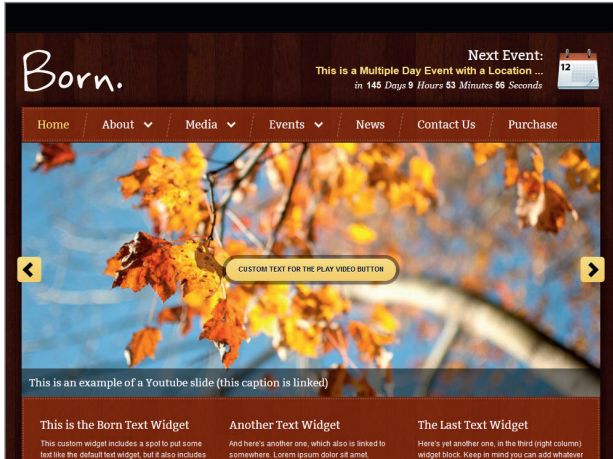 Born.
Next Event:
This is a Multiple Day Event with a Location ...
in 145 Days 9 Hours 53 Minutes 56 Seconds
12
Home About Media Events News Contact Us Purchase
CUSTOM TEXT FOR THE PLAY VIDEO BUTTON
This is an example of a Youtube slide (this caption is linked)
This is the Born Text Widget
This custom widget includes a spot to put some
text like the default text widget, but it also includes
Another Text Widget
And here's another one, which also is linked to
somewhere. Lorem ipsum dolor sit amet,
The Last Text Widget
Here's yet another one, in the third (right column)
widget block. Keep in mind you can add whatever